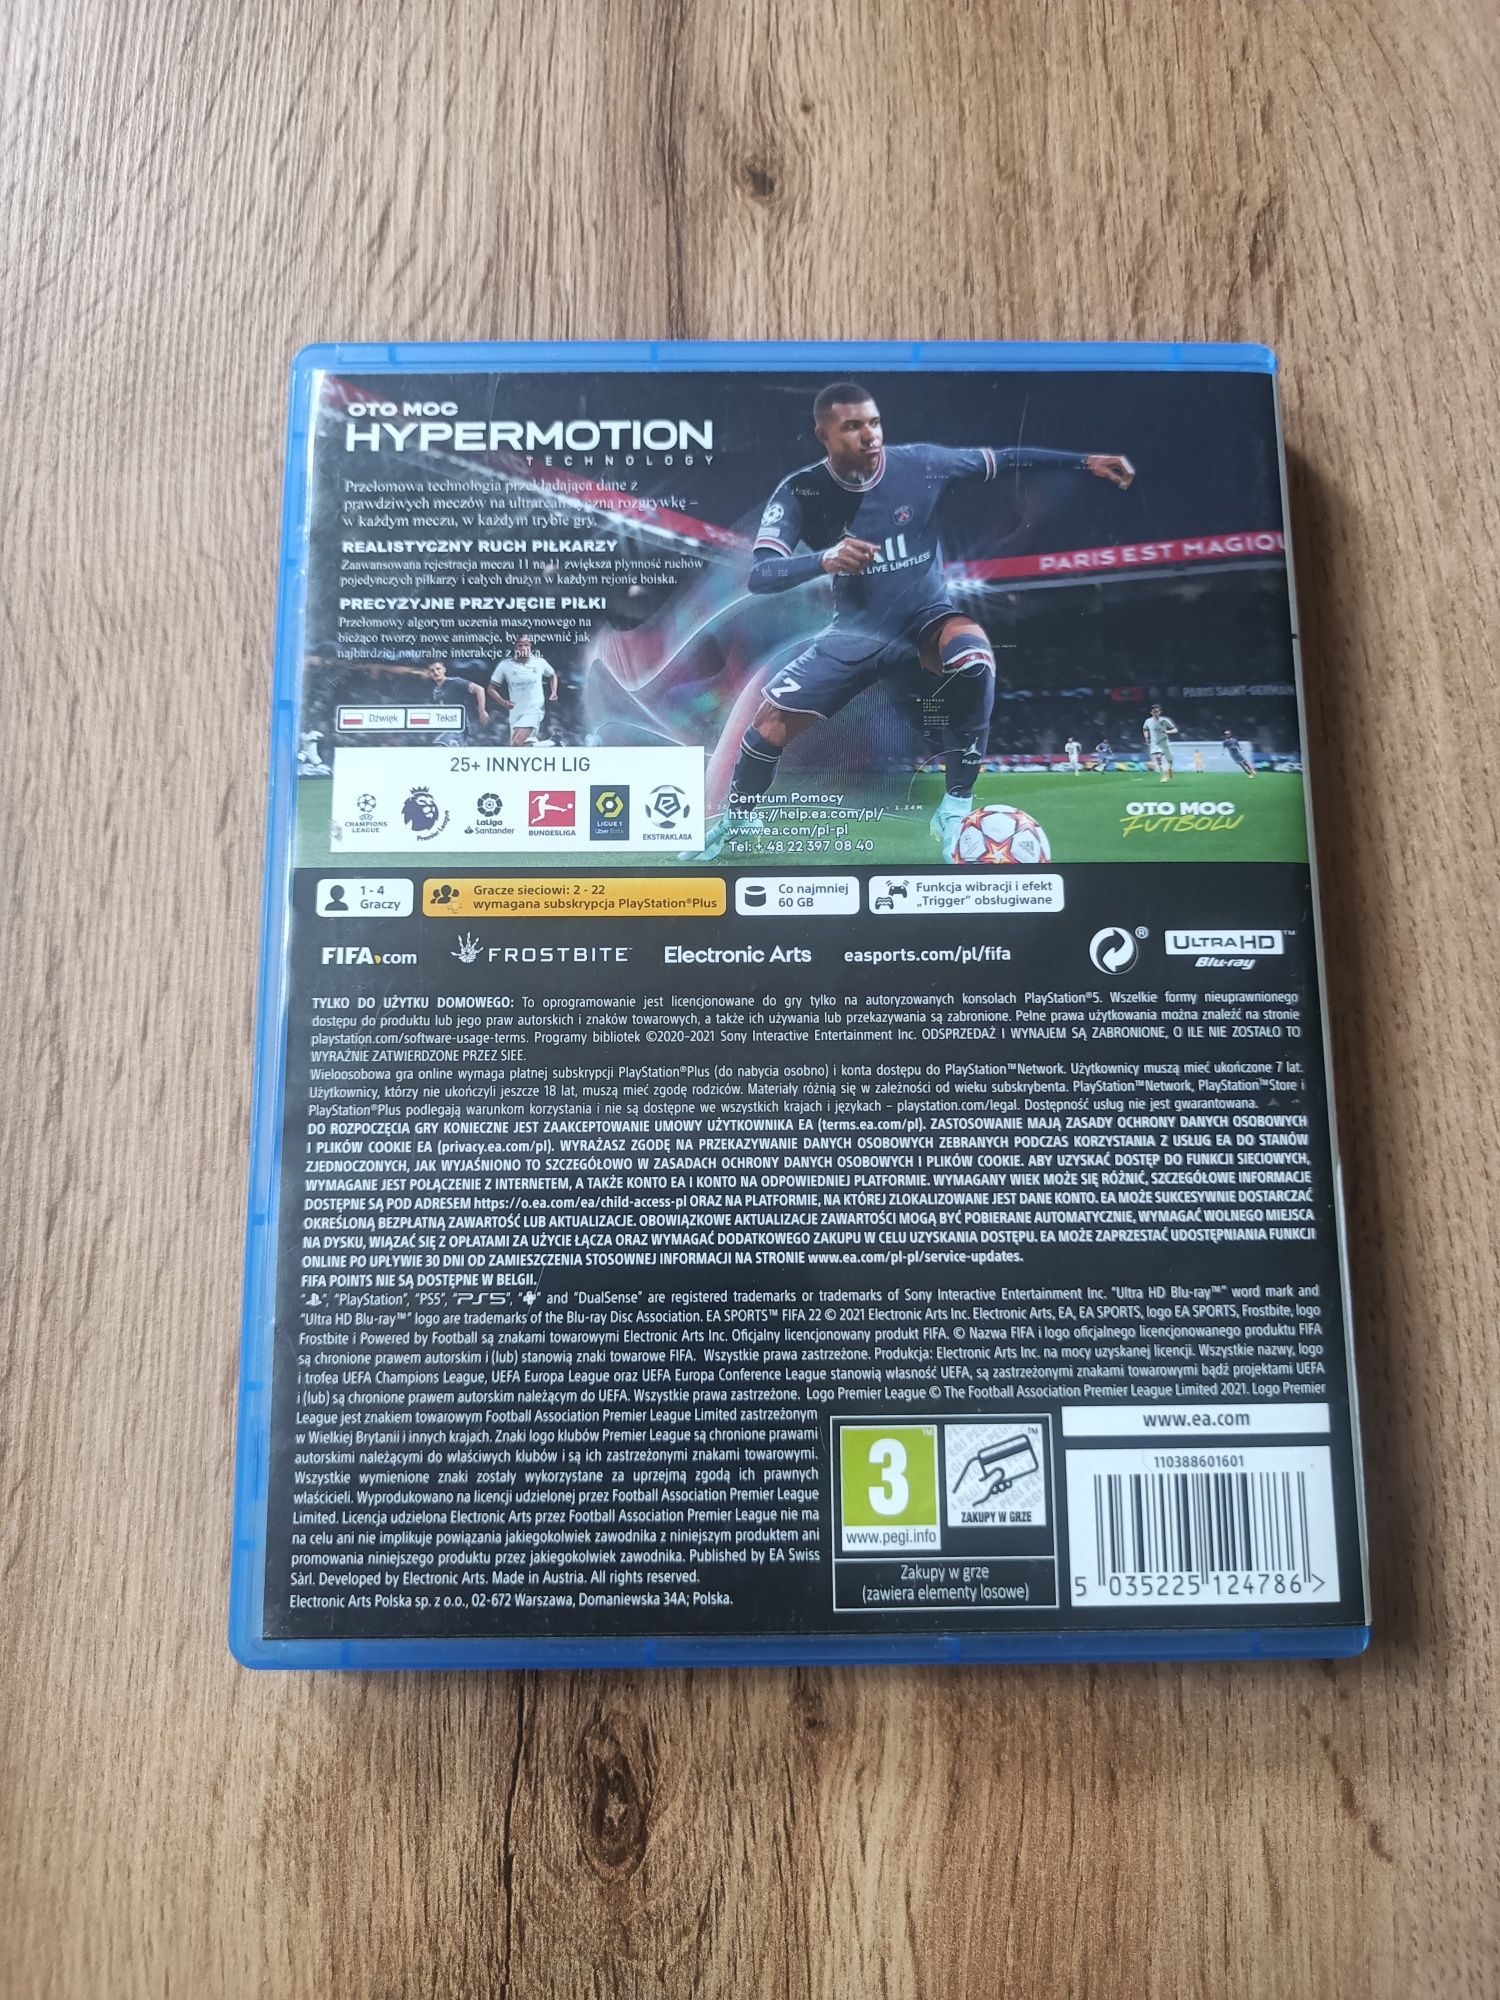 OTO MOC
HYPERMOTION
TECHNOLOGY
Przełomowa technologia przekładająca dane z
prawdziwych meczów na ultrarealistyczną rozgrywkę –
w każdym meczu, w każdym trybie gry.
REALISTYCZNY RUCH PIŁKARZY
Zaawansowana rejestracja meczu 11 na 11 zwiększa płynność ruchów
pojedynczych piłkarzy i całych drużyn w każdym rejonie boiska.
PRECYZYJNE PRZYJĘCIE PIŁKI
Przełomowy algorytm uczenia maszynowego na
bieżąco tworzy nowe animacje, by zapewnić jak
najbardziej naturalne interakcje z piłką.
PARIS EST MAGIQU
ALL
LIVE LIMITLESS
7
PARIS
PARIS SAINT-GERMAIN
Dźwięk Tekst
25+ INNYCH LIG
CHAMPIONS LEAGUE
Premier League
LaLiga Santander
BUNDESLIGA
LIGUE 1 Uber Eats
EKSTRAKLASA
Centrum Pomocy
https://help.ea.com/pl/
www.ea.com/pl-pl
Tel: + 48 22 397 08 40
1.24M
OTO MOC
FUTBOLU
1 - 4
Graczy
Gracze sieciowi: 2 - 22
wymagana subskrypcja PlayStation®Plus
Co najmniej
60 GB
Funkcja wibracji i efekt
„Trigger” obsługiwane
FIFA.com FROSTBITE™ Electronic Arts easports.com/pl/fifa ® ULTRA HD™ Blu-ray
TYLKO DO UŻYTKU DOMOWEGO: To oprogramowanie jest licencjonowane do gry tylko na autoryzowanych konsolach PlayStation®5. Wszelkie formy nieuprawnionego
dostępu do produktu lub jego praw autorskich i znaków towarowych, a także ich używania lub przekazywania są zabronione. Pełne prawa użytkowania można znaleźć na stronie
playstation.com/software-usage-terms. Programy bibliotek ©2020–2021 Sony Interactive Entertainment Inc. ODSPRZEDAŻ I WYNAJEM SĄ ZABRONIONE, O ILE NIE ZOSTAŁO TO
WYRAŹNIE ZATWIERDZONE PRZEZ SIEE.
Wieloosobowa gra online wymaga płatnej subskrypcji PlayStation®Plus (do nabycia osobno) i konta dostępu do PlayStation™Network. Użytkownicy muszą mieć ukończone 7 lat.
Użytkownicy, którzy nie ukończyli jeszcze 18 lat, muszą mieć zgodę rodziców. Materiały różnią się w zależności od wieku subskrybenta. PlayStation™Network, PlayStation™Store i
PlayStation®Plus podlegają warunkom korzystania i nie są dostępne we wszystkich krajach i językach – playstation.com/legal. Dostępność usług nie jest gwarantowana.
DO ROZPOCZĘCIA GRY KONIECZNE JEST ZAAKCEPTOWANIE UMOWY UŻYTKOWNIKA EA (terms.ea.com/pl). ZASTOSOWANIE MAJĄ ZASADY OCHRONY DANYCH OSOBOWYCH
I PLIKÓW COOKIE EA (privacy.ea.com/pl). WYRAŻASZ ZGODĘ NA PRZEKAZYWANIE DANYCH OSOBOWYCH ZEBRANYCH PODCZAS KORZYSTANIA Z USŁUG EA DO STANÓW
ZJEDNOCZONYCH, JAK WYJAŚNIONO TO SZCZEGÓŁOWO W ZASADACH OCHRONY DANYCH OSOBOWYCH I PLIKÓW COOKIE. ABY UZYSKAĆ DOSTĘP DO FUNKCJI SIECIOWYCH,
WYMAGANE JEST POŁĄCZENIE Z INTERNETEM, A TAKŻE KONTO EA I KONTO NA ODPOWIEDNIEJ PLATFORMIE. WYMAGANY WIEK MOŻE SIĘ RÓŻNIĆ, SZCZEGÓŁOWE INFORMACJE
DOSTĘPNE SĄ POD ADRESEM https://o.ea.com/ea/child-access-pl ORAZ NA PLATFORMIE, NA KTÓREJ ZLOKALIZOWANE JEST DANE KONTO. EA MOŻE SUKCESYWNIE DOSTARCZAĆ
OKREŚLONĄ BEZPŁATNĄ ZAWARTOŚĆ LUB AKTUALIZACJE. OBOWIĄZKOWE AKTUALIZACJE ZAWARTOŚCI MOGĄ BYĆ POBIERANE AUTOMATYCZNIE, WYMAGAĆ WOLNEGO MIEJSCA
NA DYSKU, WIĄZAĆ SIĘ Z OPŁATAMI ZA UŻYCIE ŁĄCZA ORAZ WYMAGAĆ DODATKOWEGO ZAKUPU W CELU UZYSKANIA DOSTĘPU. EA MOŻE ZAPRZESTAĆ UDOSTĘPNIANIA FUNKCJI
ONLINE PO UPŁYWIE 30 DNI OD ZAMIESZCZENIA STOSOWNEJ INFORMACJI NA STRONIE www.ea.com/pl-pl/service-updates.
FIFA POINTS NIE SĄ DOSTĘPNE W BELGII.
“ ”, “PlayStation”, “PS5”, “PS5”, “ ” and “DualSense” are registered trademarks or trademarks of Sony Interactive Entertainment Inc. “Ultra HD Blu-ray™” word mark and
“Ultra HD Blu-ray™” logo are trademarks of the Blu-ray Disc Association. EA SPORTS™ FIFA 22 © 2021 Electronic Arts Inc. Electronic Arts, EA, EA SPORTS, logo EA SPORTS, Frostbite, logo
Frostbite i Powered by Football są znakami towarowymi Electronic Arts Inc. Oficjalny licencjonowany produkt FIFA. © Nazwa FIFA i logo oficjalnego licencjonowanego produktu FIFA
są chronione prawem autorskim i (lub) stanowią znaki towarowe FIFA. Wszystkie prawa zastrzeżone. Produkcja: Electronic Arts Inc. na mocy uzyskanej licencji. Wszystkie nazwy, logo
i trofea UEFA Champions League, UEFA Europa League oraz UEFA Europa Conference League stanowią własność UEFA, są zastrzeżonymi znakami towarowymi bądź projektami UEFA
i (lub) są chronione prawem autorskim należącym do UEFA. Wszystkie prawa zastrzeżone. Logo Premier League © The Football Association Premier League Limited 2021. Logo Premier
League jest znakiem towarowym Football Association Premier League Limited zastrzeżonym
w Wielkiej Brytanii i innych krajach. Znaki logo klubów Premier League są chronione prawami
autorskimi należącymi do właściwych klubów i są ich zastrzeżonymi znakami towarowymi.
Wszystkie wymienione znaki zostały wykorzystane za uprzejmą zgodą ich prawnych
właścicieli. Wyprodukowano na licencji udzielonej przez Football Association Premier League
Limited. Licencja udzielona Electronic Arts przez Football Association Premier League nie ma
na celu ani nie implikuje powiązania jakiegokolwiek zawodnika z niniejszym produktem ani
promowania niniejszego produktu przez jakiegokolwiek zawodnika. Published by EA Swiss
Sàrl. Developed by Electronic Arts. Made in Austria. All rights reserved.
Electronic Arts Polska sp. z o.o., 02-672 Warszawa, Domaniewska 34A; Polska.
3™
www.pegi.info
ZAKUPY W GRZE
Zakupy w grze
(zawiera elementy losowe)
www.ea.com
110388601601
5 035225 124786 >